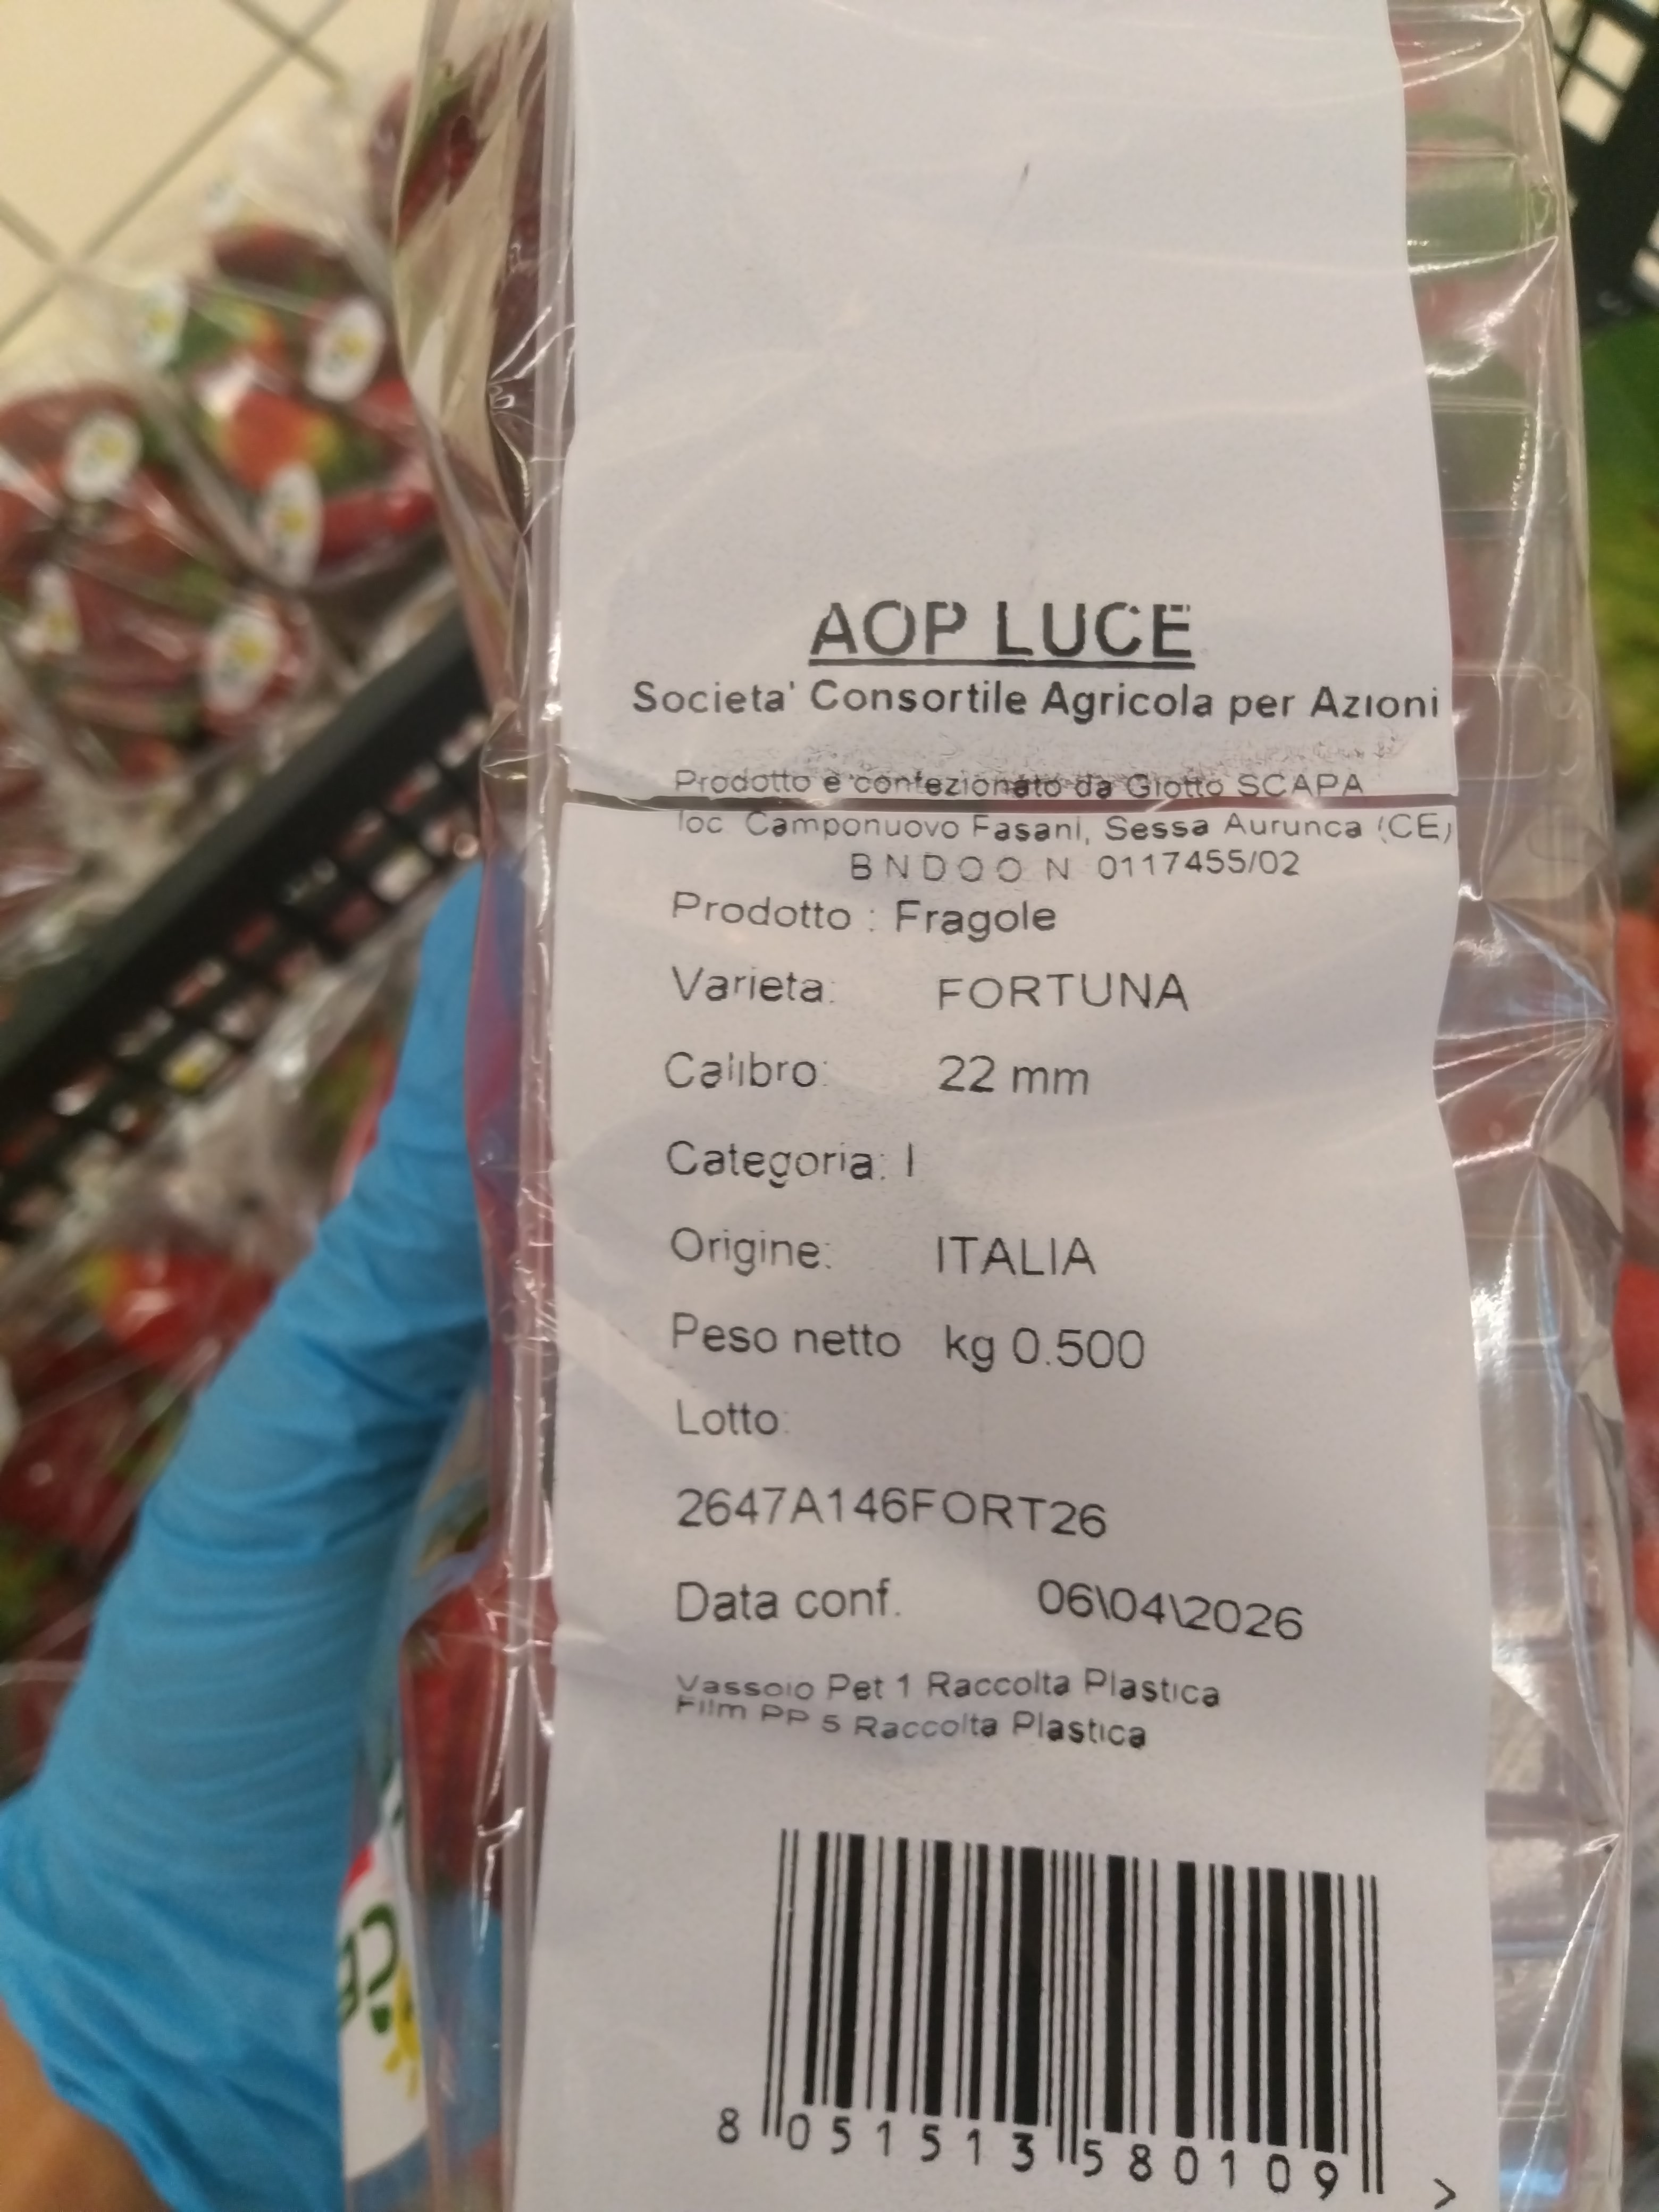 AOP LUCE
Societa' Consortile Agricola per Azioni
Prodotto e confezionato da Giotto SCAPA
loc Camponuovo Fasani, Sessa Aurunca (CE)
BNDOO N 0117455/02
Prodotto : Fragole
Varieta: FORTUNA
Calibro: 22 mm
Categoria: I
Origine: ITALIA
Peso netto kg 0.500
Lotto:
2647A146FORT26
Data conf. 06\04\2026
Vassoio Pet 1 Raccolta Plastica
Film PP 5 Raccolta Plastica
8 051513 580109 >